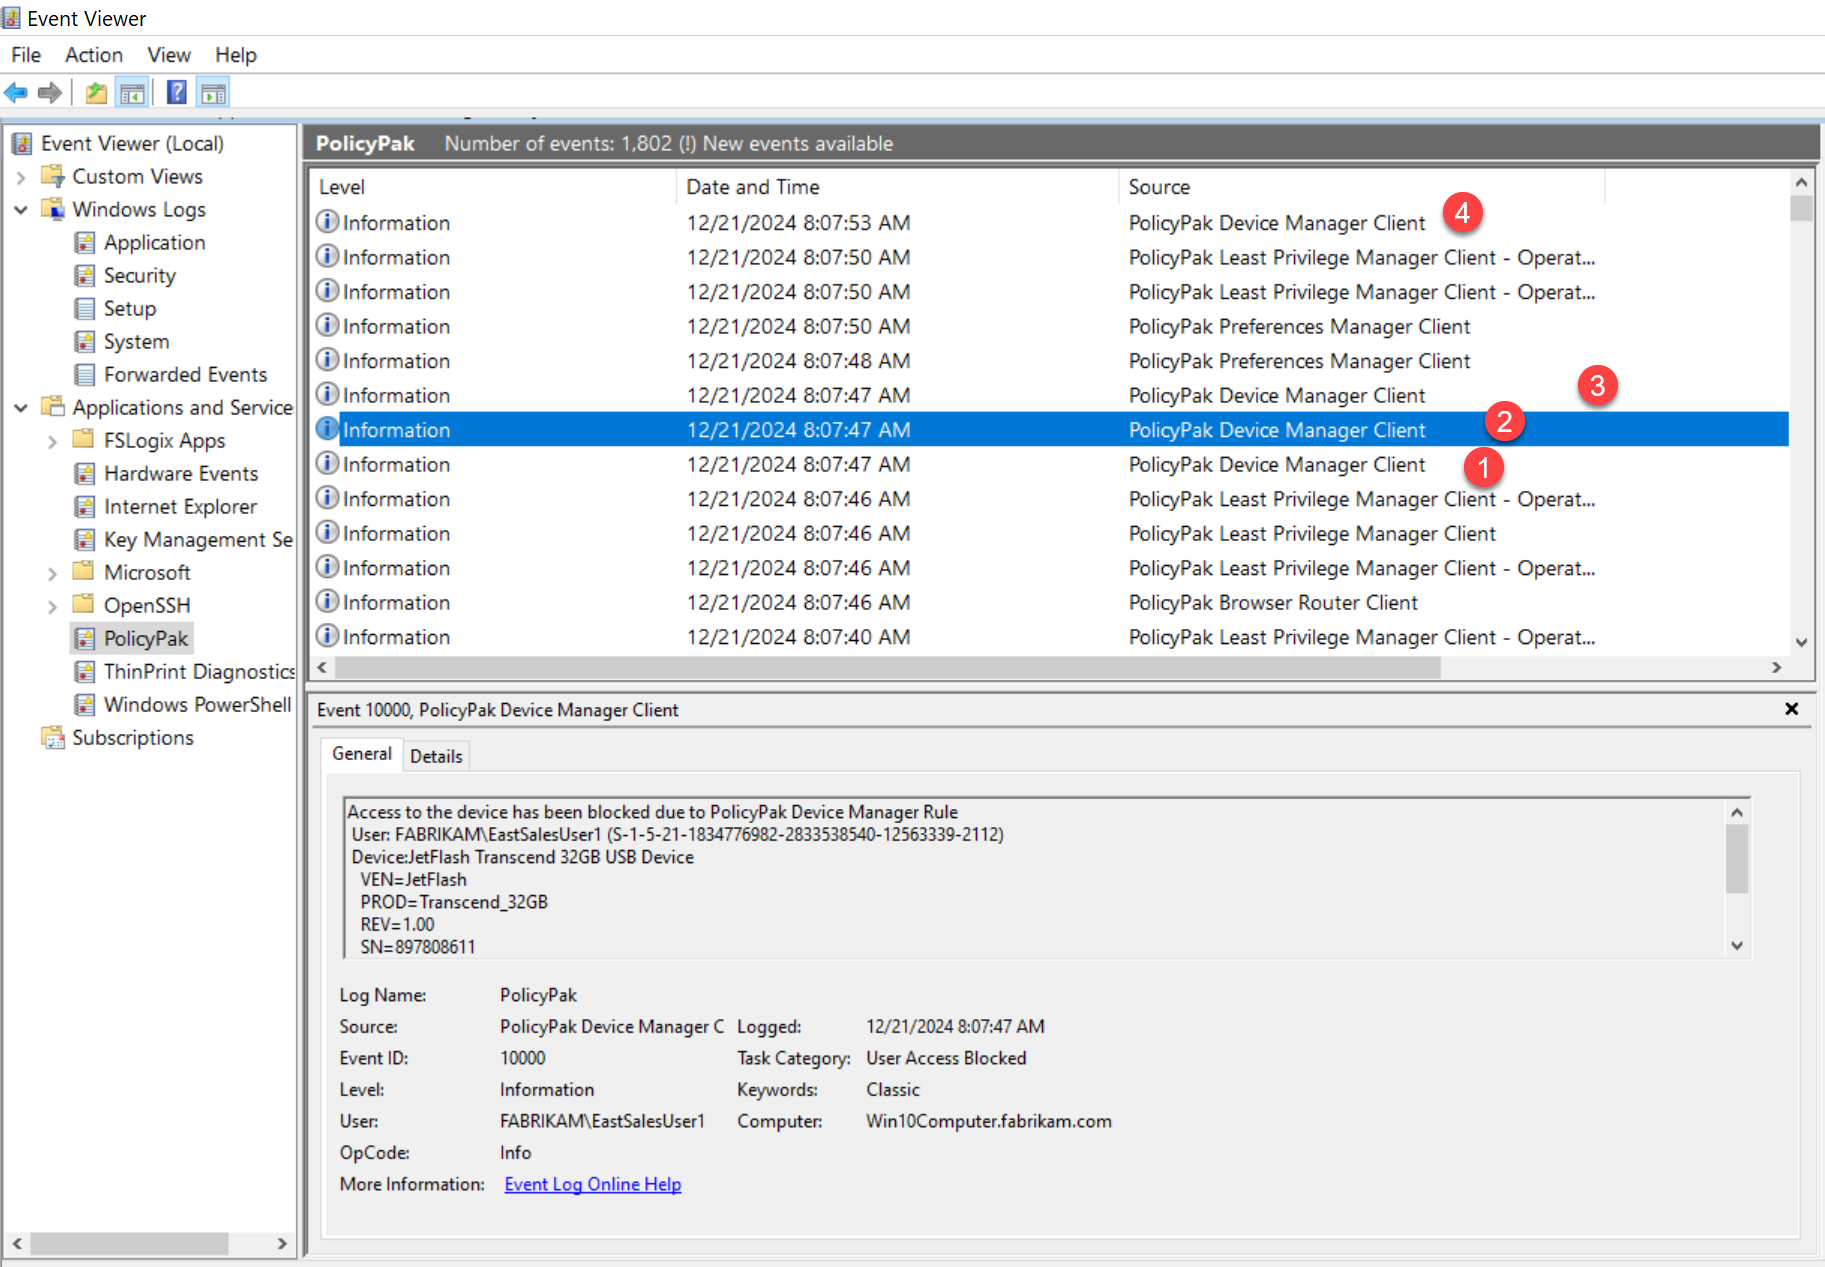 Event Viewer
File Action View Help
Event Viewer (Local)
Custom Views
Windows Logs
Application
Security
Setup
System
Forwarded Events
Applications and Service
FSLogix Apps
Hardware Events
Internet Explorer
Key Management Se
Microsoft
OpenSSH
PolicyPak
ThinPrint Diagnostics
Windows PowerShell
Subscriptions
PolicyPak Number of events: 1,802 (!) New events available
Level Date and Time Source
Information 12/21/2024 8:07:53 AM PolicyPak Device Manager Client 4
Information 12/21/2024 8:07:50 AM PolicyPak Least Privilege Manager Client - Operat...
Information 12/21/2024 8:07:50 AM PolicyPak Least Privilege Manager Client - Operat...
Information 12/21/2024 8:07:50 AM PolicyPak Preferences Manager Client
Information 12/21/2024 8:07:48 AM PolicyPak Preferences Manager Client
Information 12/21/2024 8:07:47 AM PolicyPak Device Manager Client 3
Information 12/21/2024 8:07:47 AM PolicyPak Device Manager Client 2
Information 12/21/2024 8:07:47 AM PolicyPak Device Manager Client 1
Information 12/21/2024 8:07:46 AM PolicyPak Least Privilege Manager Client - Operat...
Information 12/21/2024 8:07:46 AM PolicyPak Least Privilege Manager Client
Information 12/21/2024 8:07:46 AM PolicyPak Least Privilege Manager Client - Operat...
Information 12/21/2024 8:07:46 AM PolicyPak Browser Router Client
Information 12/21/2024 8:07:40 AM PolicyPak Least Privilege Manager Client - Operat...
Event 10000, PolicyPak Device Manager Client
General Details
Access to the device has been blocked due to PolicyPak Device Manager Rule
User: FABRIKAM\EastSalesUser1 (S-1-5-21-1834776982-2833538540-12563339-2112)
Device:JetFlash Transcend 32GB USB Device
VEN=JetFlash
PROD=Transcend_32GB
REV=1.00
SN=897808611
Log Name: PolicyPak
Source: PolicyPak Device Manager C Logged: 12/21/2024 8:07:47 AM
Event ID: 10000 Task Category: User Access Blocked
Level: Information Keywords: Classic
User: FABRIKAM\EastSalesUser1 Computer: Win10Computer.fabrikam.com
OpCode: Info
More Information: Event Log Online Help